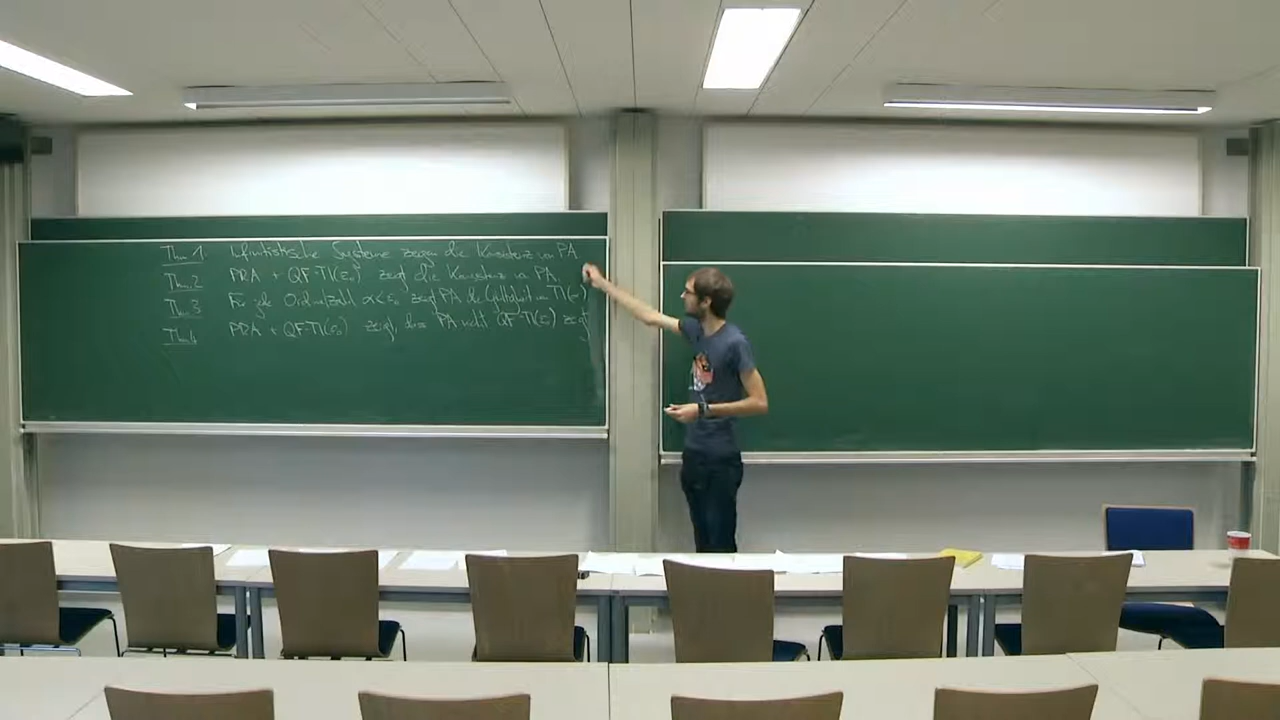 Thm 1 Infinitistische Systeme zeigen die Konsistenz von PA
Thm 2 PRA + QF-TI(ε₀) zeigt die Konsistenz von PA.
Thm 3 Für jede Ordinalzahl α<ε₀ zeigt PA die Gültigkeit von TI(α)
Thm 4 PRA + QF-TI(ε₀) zeigt, dass PA nicht QF-TI(ε₀) zeigt